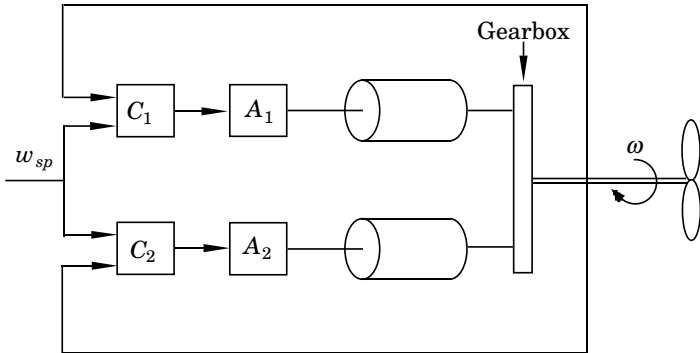 Gearbox
C₁
A₁
w_sp
ω
C₂
A₂